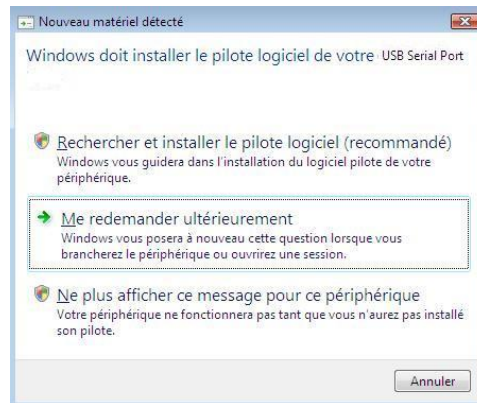 Nouveau matériel détecté
Windows doit installer le pilote logiciel de votre USB Serial Port
Rechercher et installer le pilote logiciel (recommandé)
Windows vous guidera dans l'installation du logiciel pilote de votre
périphérique.
Me redemander ultérieurement
Windows vous posera à nouveau cette question lorsque vous
brancherez le périphérique ou ouvrirez une session.
Ne plus afficher ce message pour ce périphérique
Votre périphérique ne fonctionnera pas tant que vous n'aurez pas installé
son pilote.
Annuler